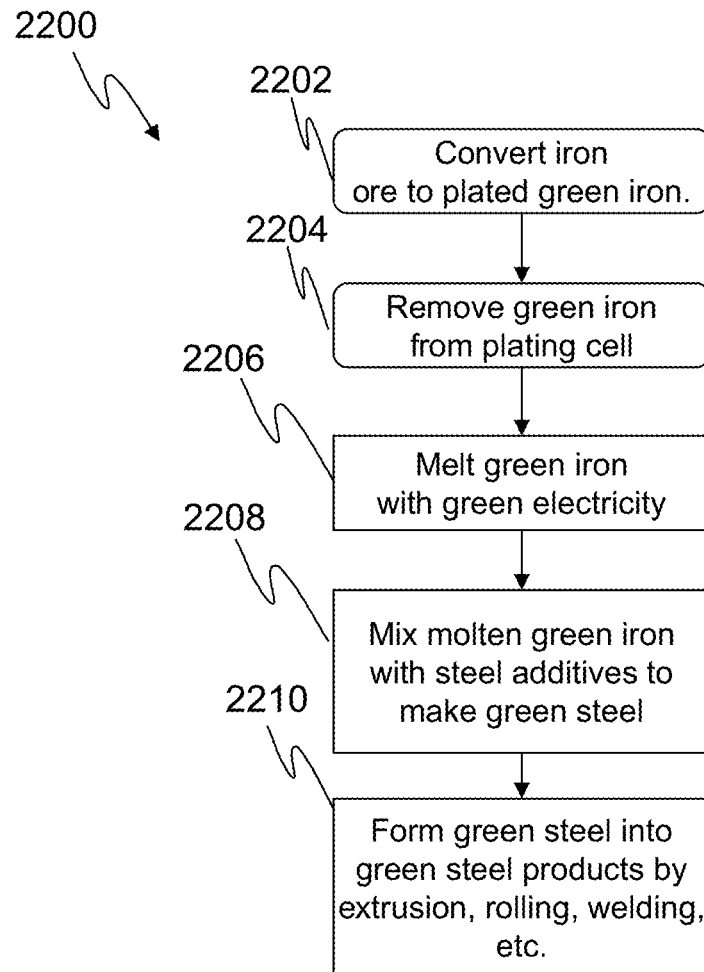 2200
2202
Convert iron
ore to plated green iron.
2204
Remove green iron
from plating cell
2206
Melt green iron
with green electricity
2208
Mix molten green iron
with steel additives to
make green steel
2210
Form green steel into
green steel products by
extrusion, rolling, welding,
etc.